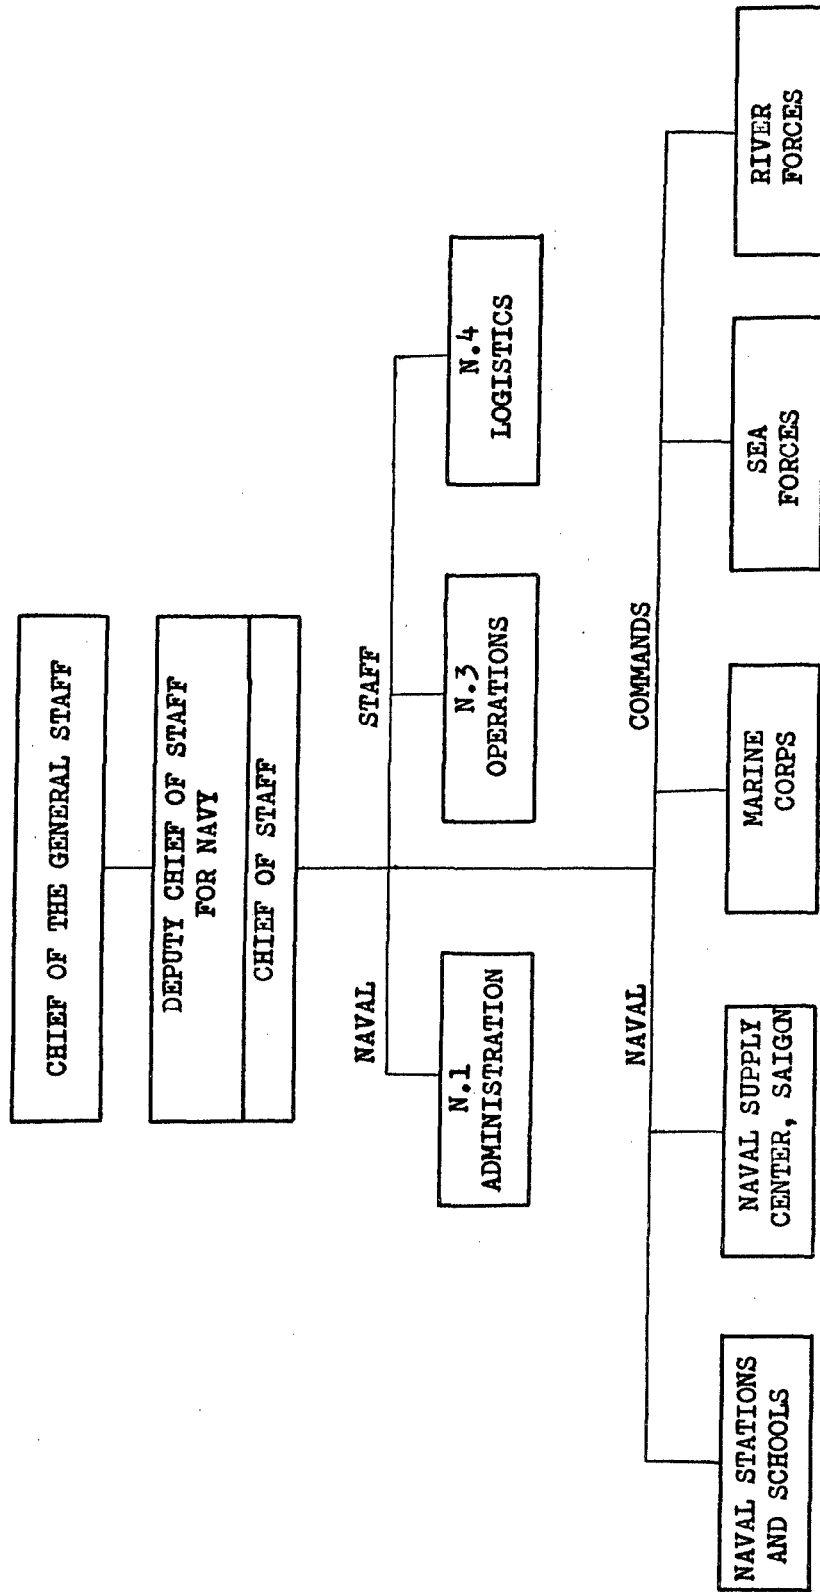 CHIEF OF THE GENERAL STAFF
DEPUTY CHIEF OF STAFF
FOR NAVY
CHIEF OF STAFF
NAVAL STAFF
N.1
ADMINISTRATION
N.3
OPERATIONS
N.4
LOGISTICS
NAVAL COMMANDS
NAVAL STATIONS
AND SCHOOLS
NAVAL SUPPLY
CENTER, SAIGON
MARINE
CORPS
SEA
FORCES
RIVER
FORCES